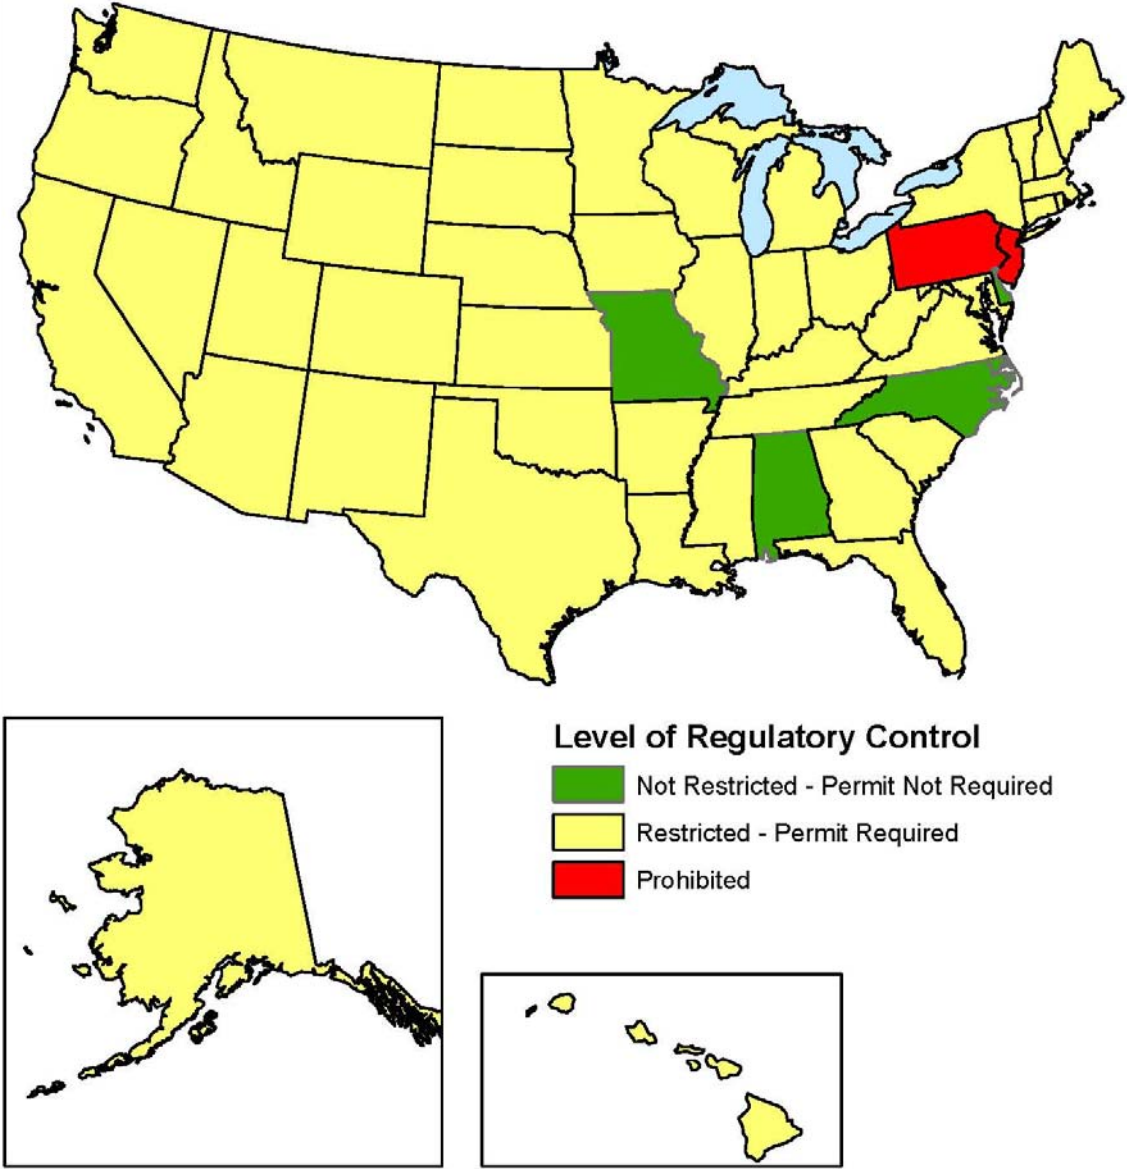 Level of Regulatory Control
Not Restricted - Permit Not Required
Restricted - Permit Required
Prohibited